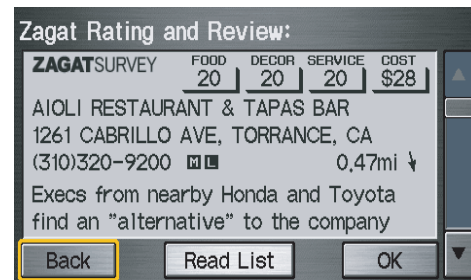 Zagat Rating and Review:
ZAGATSURVEY FOOD DECOR SERVICE COST
20 20 20 $28
AIOLI RESTAURANT & TAPAS BAR
1261 CABRILLO AVE, TORRANCE, CA
(310)320-9200 M L 0.47mi
Execs from nearby Honda and Toyota
find an "alternative" to the company
Back Read List OK